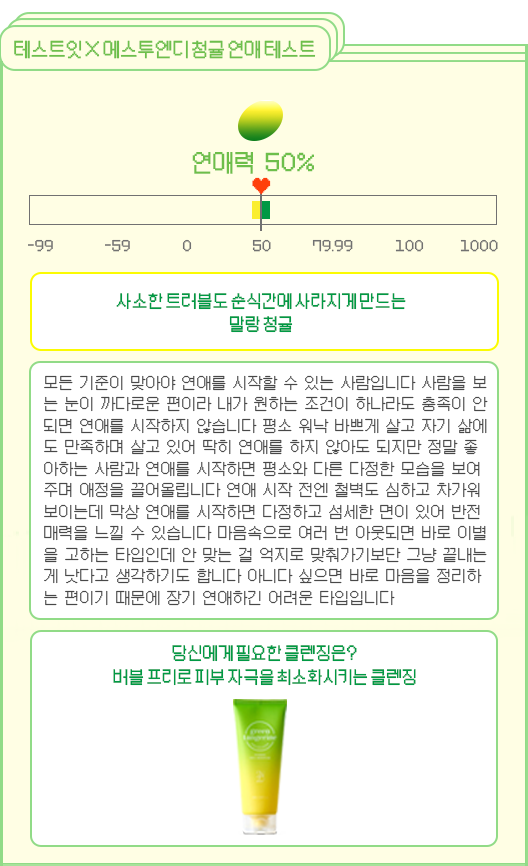 테스트잇X메스투엔디 청귤 연매 테스트
연매력 50%
-99 -59 0 50 79.99 100 1000
사소한 트러블도 순식간에 사라지게 만드는
말랑 청귤
모든 기준이 맞아야 연애를 시작할 수 있는 사람입니다 사람을 보
는 눈이 까다로운 편이라 내가 원하는 조건이 하나라도 충족이 안
되면 연애를 시작하지 않습니다 평소 워낙 바쁘게 살고 자기 삶에
도 만족하며 살고 있어 딱히 연애를 하지 않아도 되지만 정말 좋
아하는 사람과 연애를 시작하면 평소와 다른 다정한 모습을 보여
주며 애정을 끌어올립니다 연애 시작 전엔 철벽도 심하고 차가워
보이는데 막상 연애를 시작하면 다정하고 섬세한 면이 있어 반전
매력을 느낄 수 있습니다 마음속으로 여러 번 아웃되면 바로 이별
을 고하는 타입인데 안 맞는 걸 억지로 맞춰가기보단 그냥 끝내는
게 낫다고 생각하기도 합니다 아니다 싶으면 바로 마음을 정리하
는 편이기 때문에 장기 연애하긴 어려운 타입입니다
당신에게 필요한 클렌징은?
버블 프리로 피부 자극을 최소화시키는 클렌징
green
tangerine